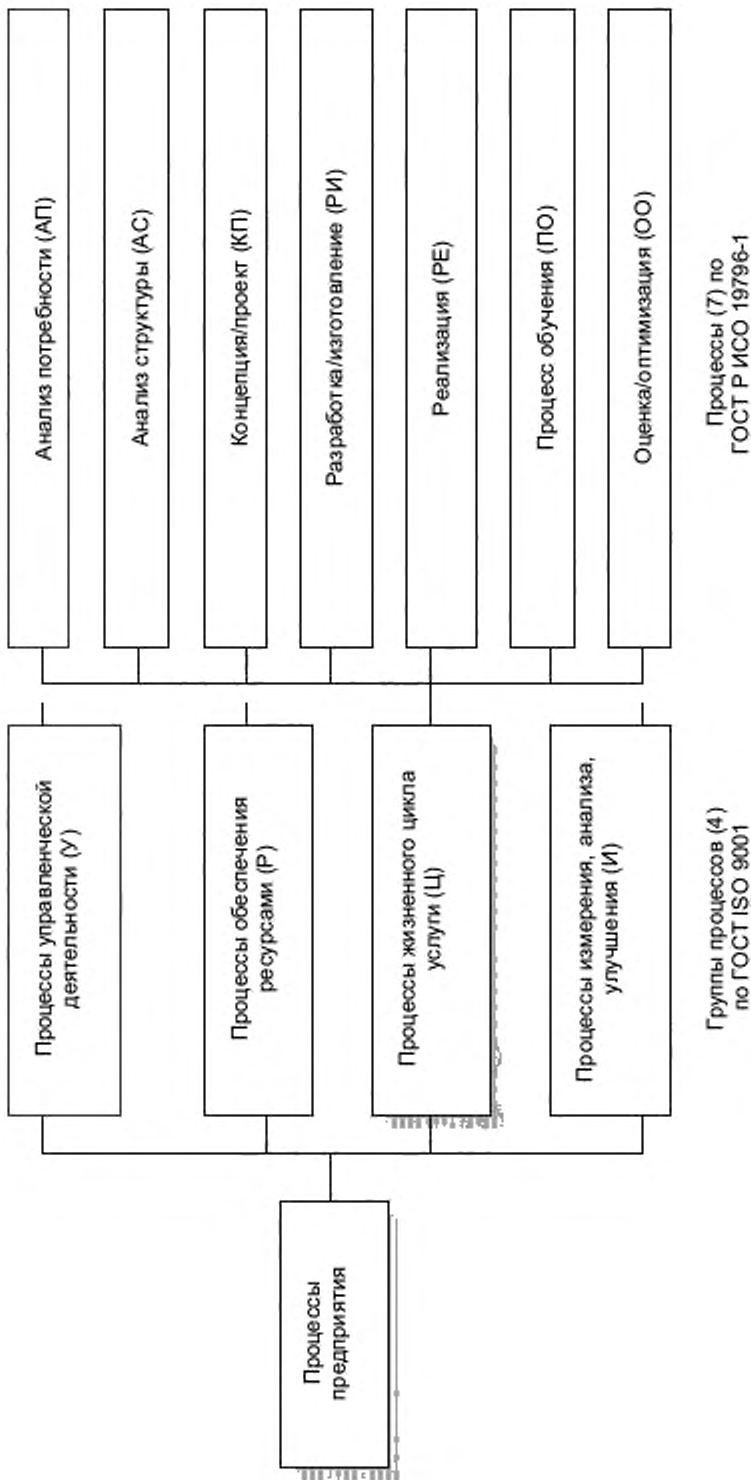 Процессы
предприятия
Процессы управленческой
деятельности (У)
Процессы обеспечения
ресурсами (Р)
Процессы жизненного цикла
услуги (Ц)
Процессы измерения, анализа,
улучшения (И)
Группы процессов (4)
по ГОСТ ISO 9001
Анализ потребности (АП)
Анализ структуры (АС)
Концепция/проект (КП)
Разработка/изготовление (РИ)
Реализация (РЕ)
Процесс обучения (ПО)
Оценка/оптимизация (ОО)
Процессы (7) по
ГОСТ Р ИСО 19796-1